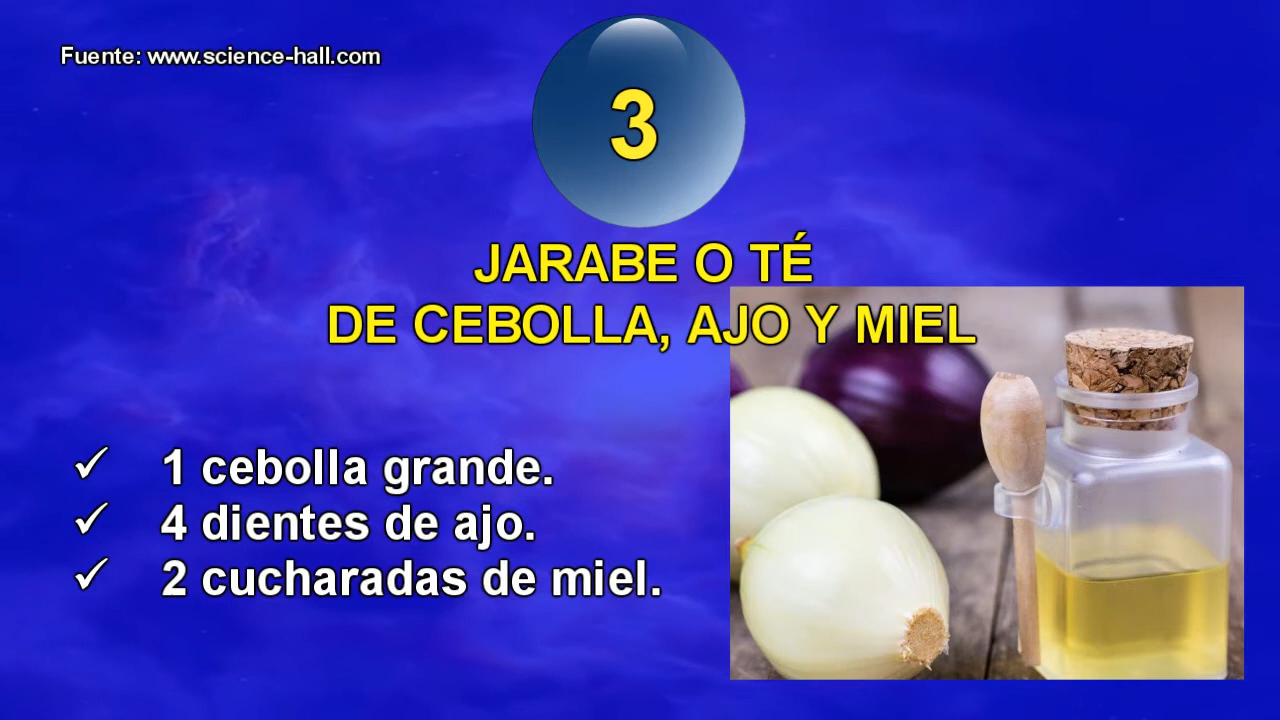 Fuente: www.science-hall.com
3
JARABE O TÉ
DE CEBOLLA, AJO Y MIEL
✓ 1 cebolla grande.
✓ 4 dientes de ajo.
✓ 2 cucharadas de miel.